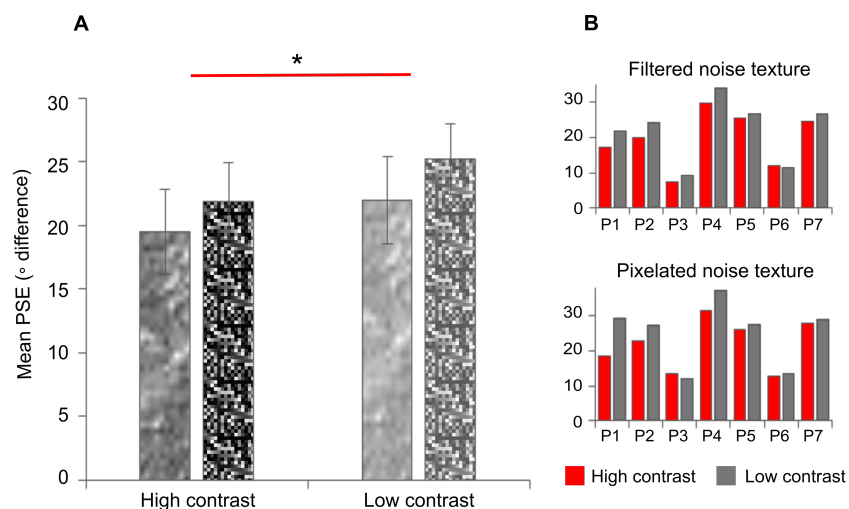 A
*
Mean PSE (∘ difference)
30
25
20
15
10
5
0
High contrast
Low contrast
B
Filtered noise texture
30
20
10
0
P1 P2 P3 P4 P5 P6 P7
Pixelated noise texture
30
20
10
0
P1 P2 P3 P4 P5 P6 P7
High contrast
Low contrast